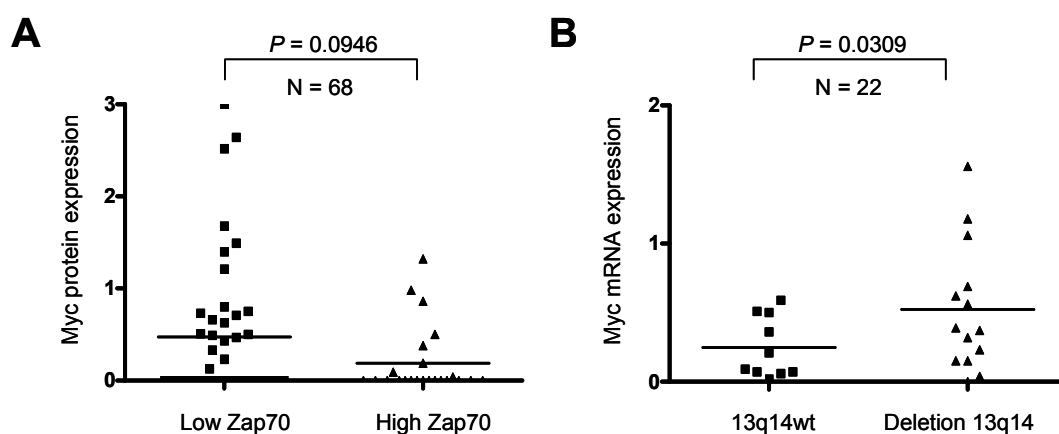 A
P = 0.0946
N = 68
Myc protein expression
3
2
1
0
Low Zap70
High Zap70
B
P = 0.0309
N = 22
Myc mRNA expression
2
1
0
13q14wt
Deletion 13q14